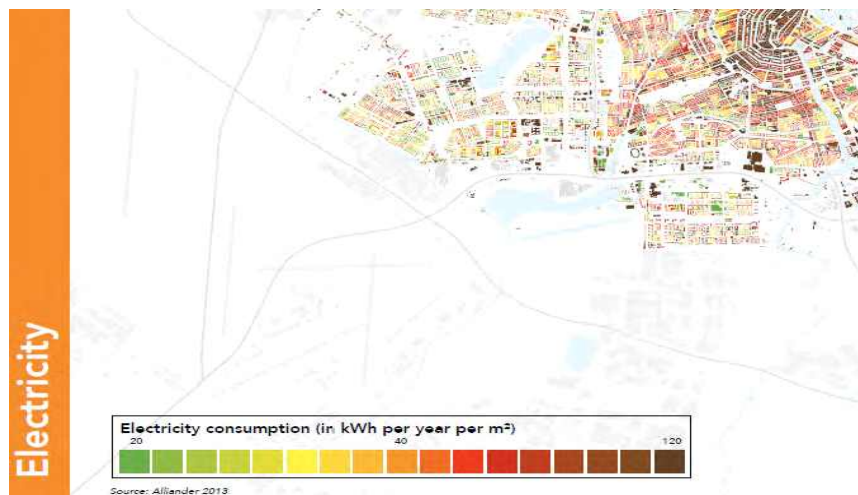 Electricity
Electricity consumption (in kWh per year per m²)
20 40 120
Source: Alliander 2013